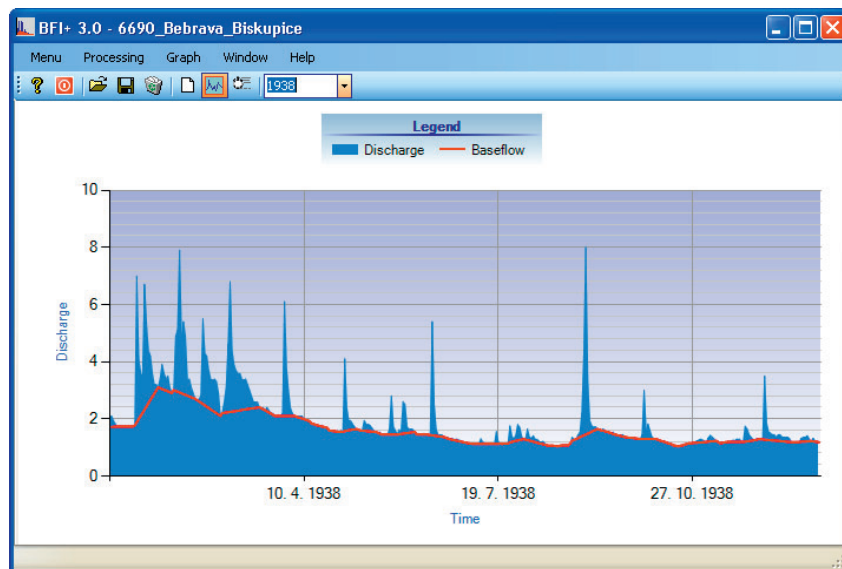 BFI+ 3.0 - 6690_Bebrava_Biskupice
Menu Processing Graph Window Help
1938
Legend
Discharge Baseflow
10
8
6
4
2
0
Discharge
10. 4. 1938 19. 7. 1938 27. 10. 1938
Time